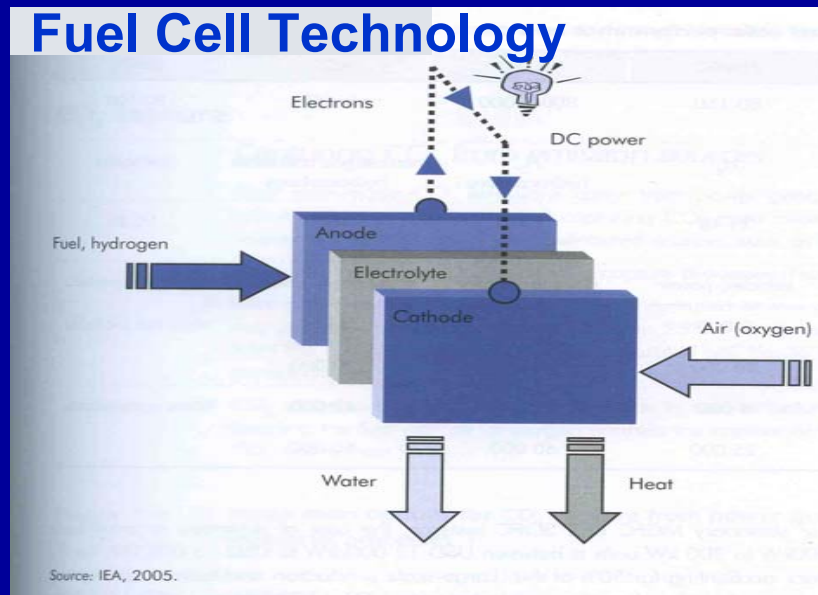 Fuel Cell Technology
Electrons
DC power
Fuel, hydrogen
Anode
Electrolyte
Cathode
Air (oxygen)
Water
Heat
Source: IEA, 2005.